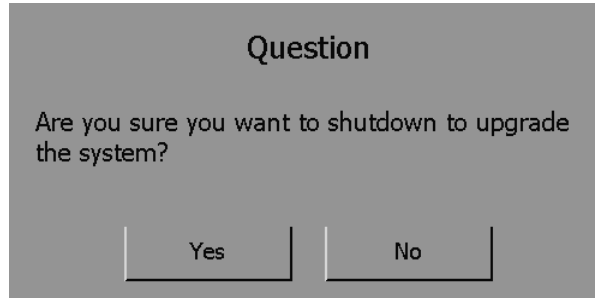 Question
Are you sure you want to shutdown to upgrade
the system?
Yes No